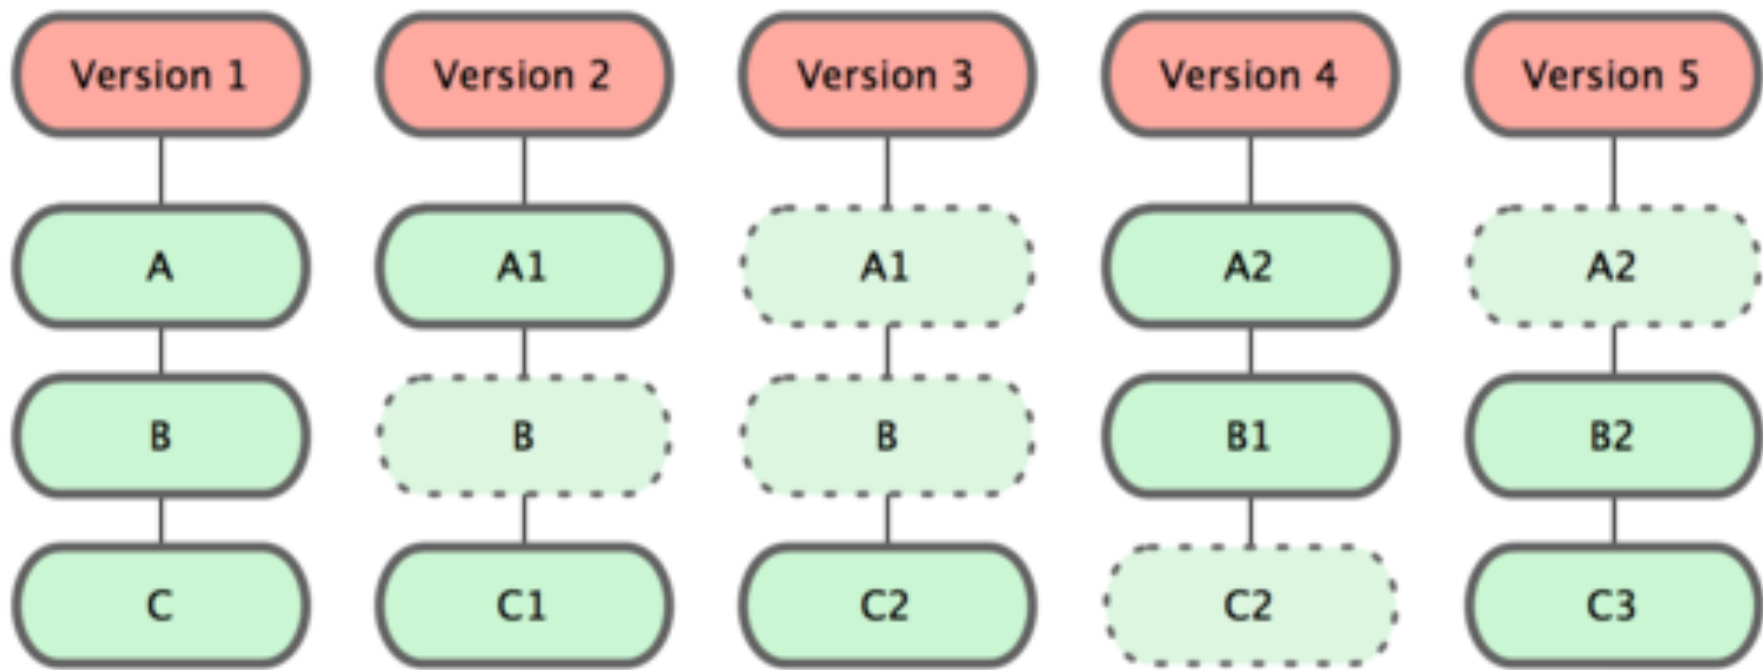 Version 1 Version 2 Version 3 Version 4 Version 5
A A1 A1 A2 A2
B B B B1 B2
C C1 C2 C2 C3